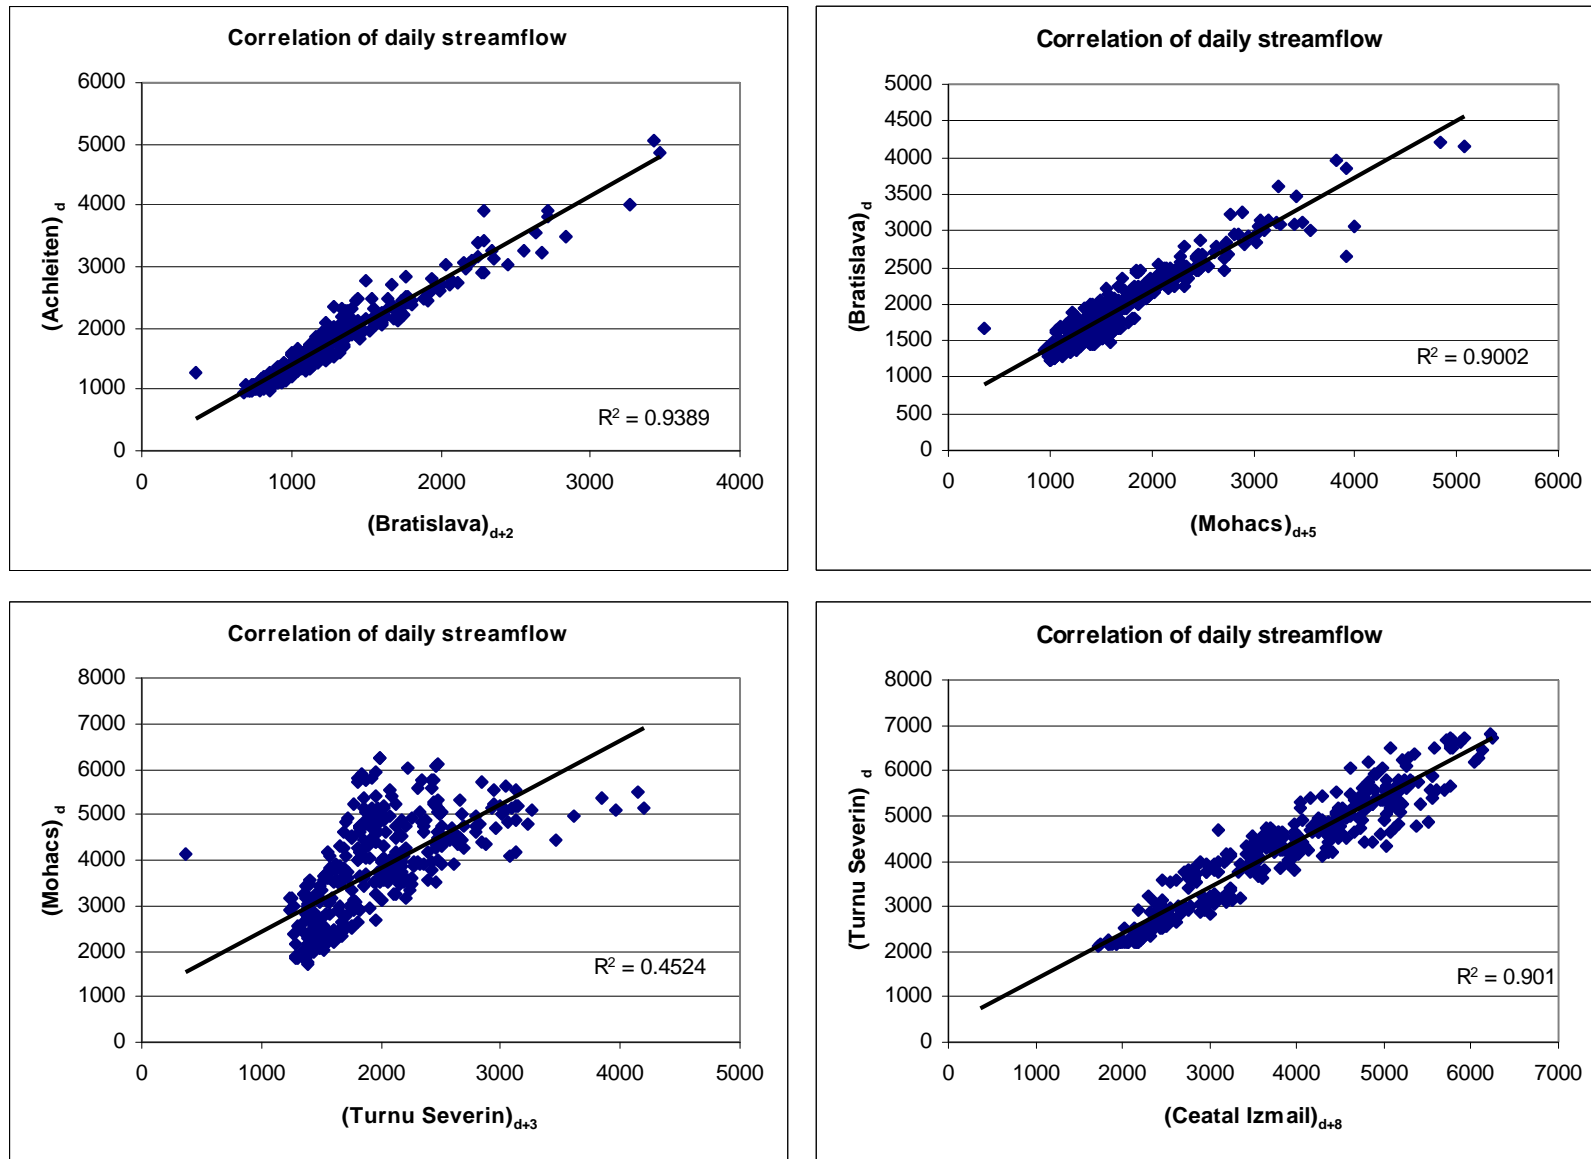 Correlation of daily streamflow
6000
5000
4000
3000
2000
1000
0
(Achleiten) d
R² = 0.9389
0 1000 2000 3000 4000
(Bratislava)d+2
Correlation of daily streamflow
5000
4500
4000
3500
3000
2500
2000
1500
1000
500
0
(Bratislava)d
R² = 0.9002
0 1000 2000 3000 4000 5000 6000
(Mohacs)d+5
Correlation of daily streamflow
8000
7000
6000
5000
4000
3000
2000
1000
0
(Mohacs) d
R² = 0.4524
0 1000 2000 3000 4000 5000
(Turnu Severin)d+3
Correlation of daily streamflow
8000
7000
6000
5000
4000
3000
2000
1000
0
(Turnu Severin) d
R² = 0.901
0 1000 2000 3000 4000 5000 6000 7000
(Ceatal Izmail)d+8